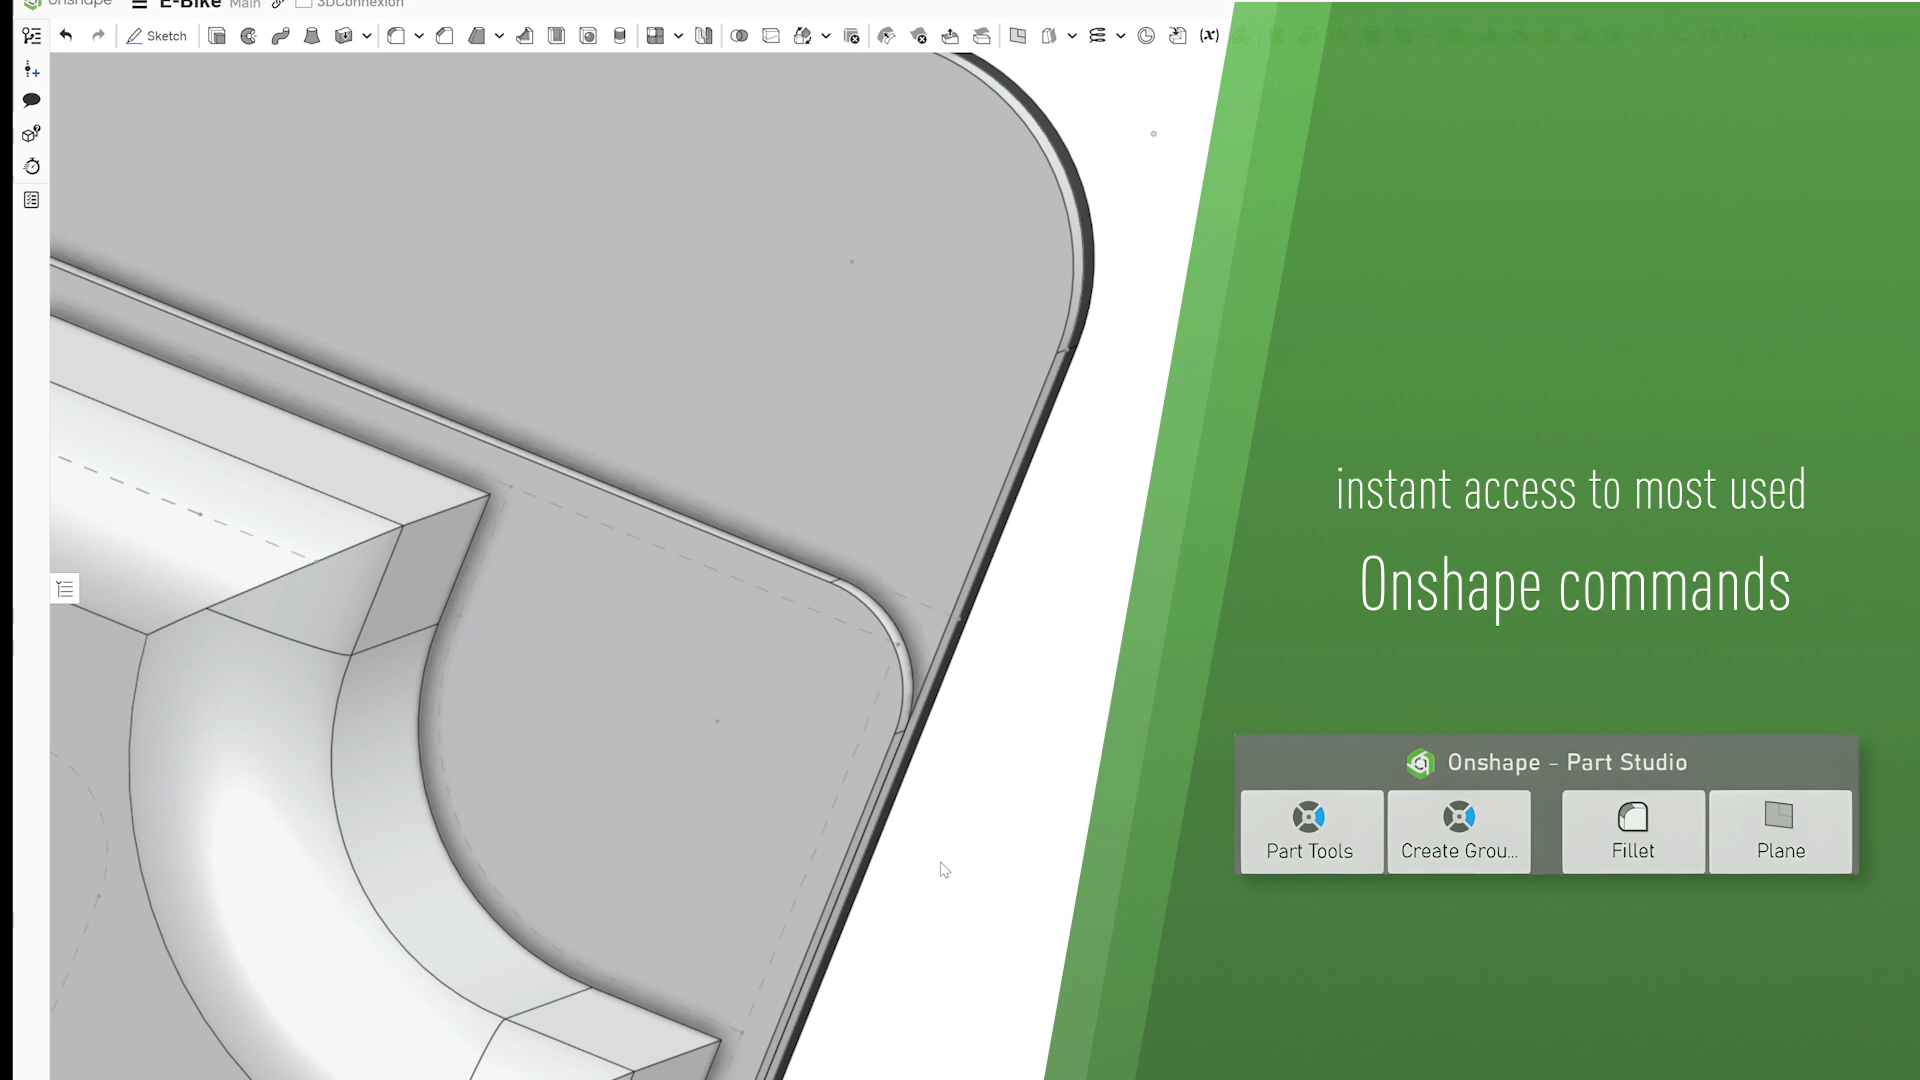 onshape E-Bike Main 3DConnexion
Sketch (x)
instant access to most used
Onshape commands
Onshape - Part Studio
Part Tools Create Grou... Fillet Plane